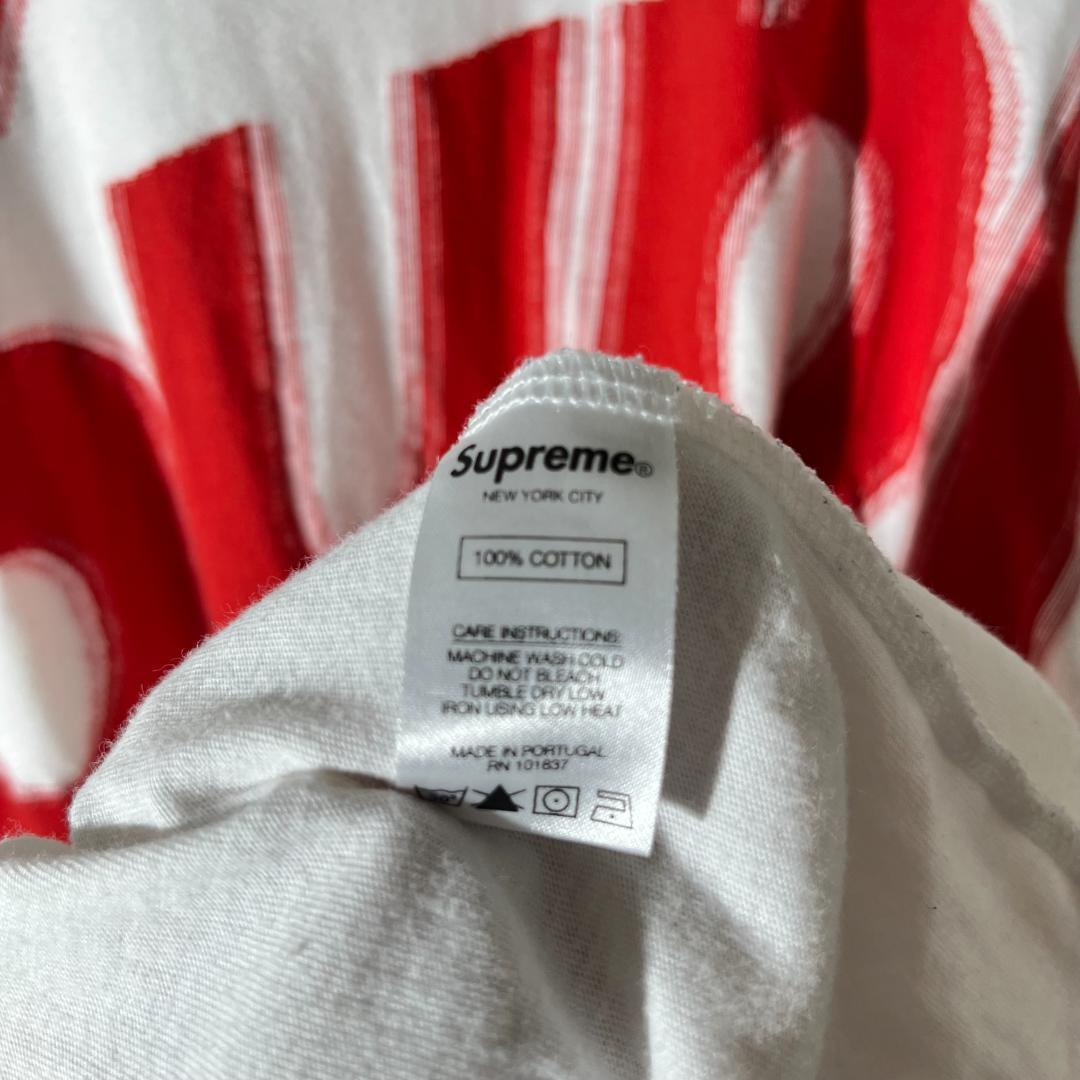 Supreme®
NEW YORK CITY
100% COTTON
CARE INSTRUCTIONS:
MACHINE WASH COLD
DO NOT BLEACH
TUMBLE DRY LOW
IRON USING LOW HEAT
MADE IN PORTUGAL
RN 101837